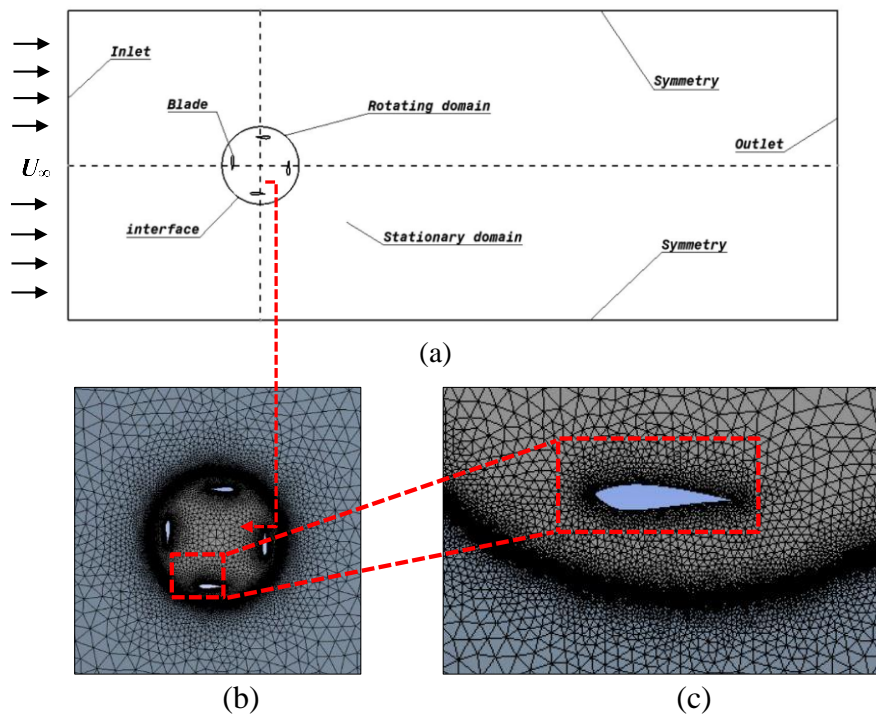 Inlet
Symmetry
Blade
Rotating domain
Outlet
U∞
interface
Stationary domain
Symmetry
(a)
(b)
(c)